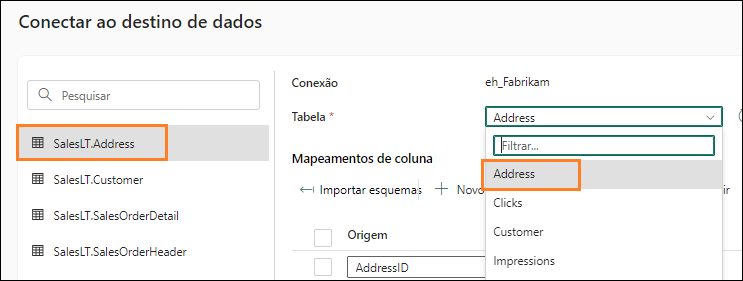 Conectar ao destino de dados
Pesquisar
SalesLT.Address
SalesLT.Customer
SalesLT.SalesOrderDetail
SalesLT.SalesOrderHeader
Conexão eh_Fabrikam
Tabela * Address
Filtrar...
Address
Clicks
Customer
Impressions
Mapeamentos de coluna
Importar esquemas + Novo
Origem
AddressID